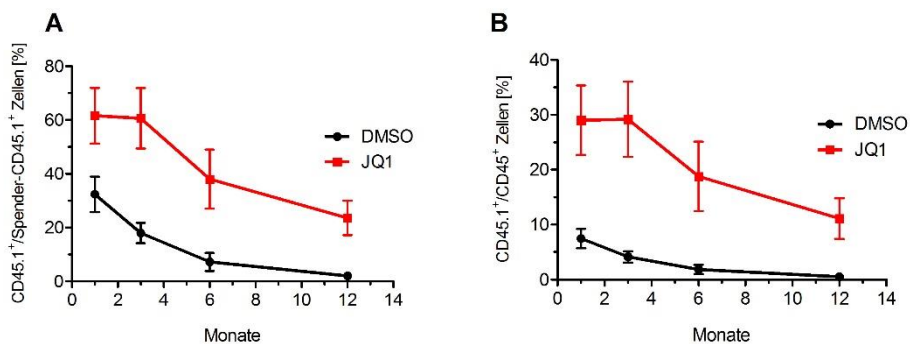 A
CD45.1⁺/Spender-CD45.1⁺ Zellen [%]
80
60
40
20
0
0 2 4 6 8 10 12 14
Monate
DMSO
JQ1
B
CD45.1⁺/CD45⁺ Zellen [%]
40
30
20
10
0
0 2 4 6 8 10 12 14
Monate
DMSO
JQ1